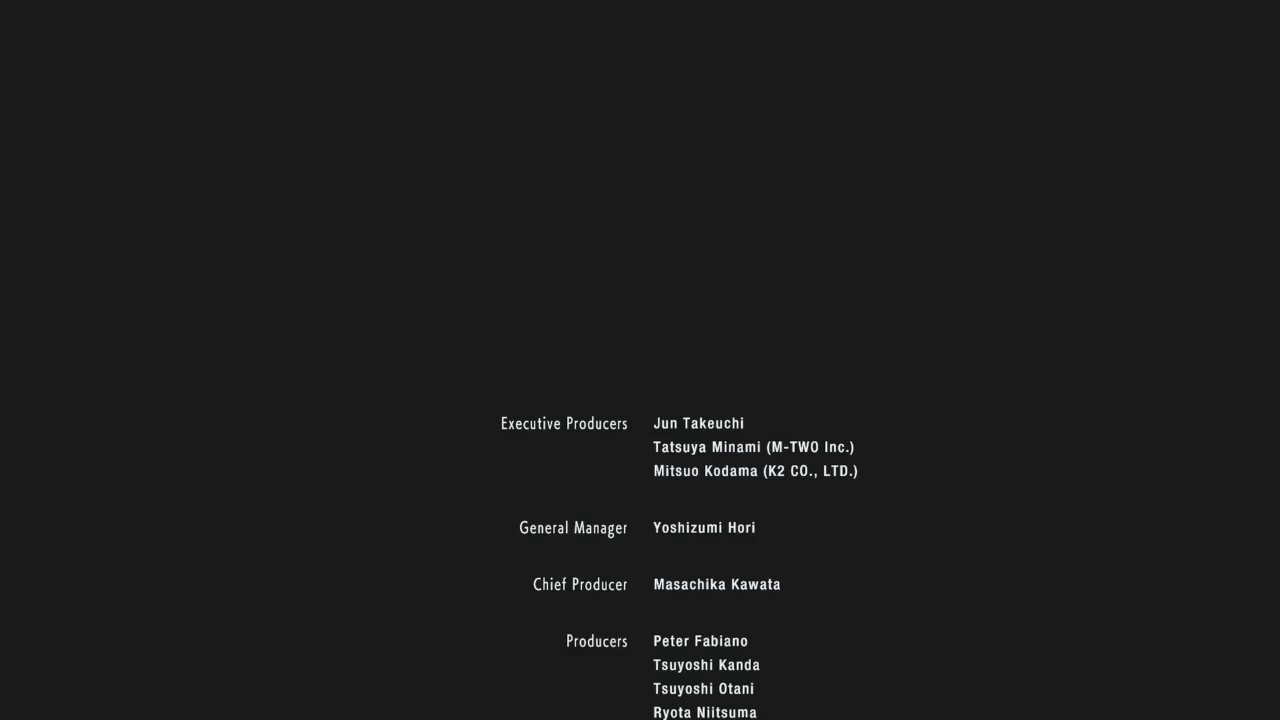 Executive Producers Jun Takeuchi
Tatsuya Minami (M-TWO Inc.)
Mitsuo Kodama (K2 CO., LTD.)
General Manager Yoshizumi Hori
Chief Producer Masachika Kawata
Producers Peter Fabiano
Tsuyoshi Kanda
Tsuyoshi Otani
Ryota Niitsuma